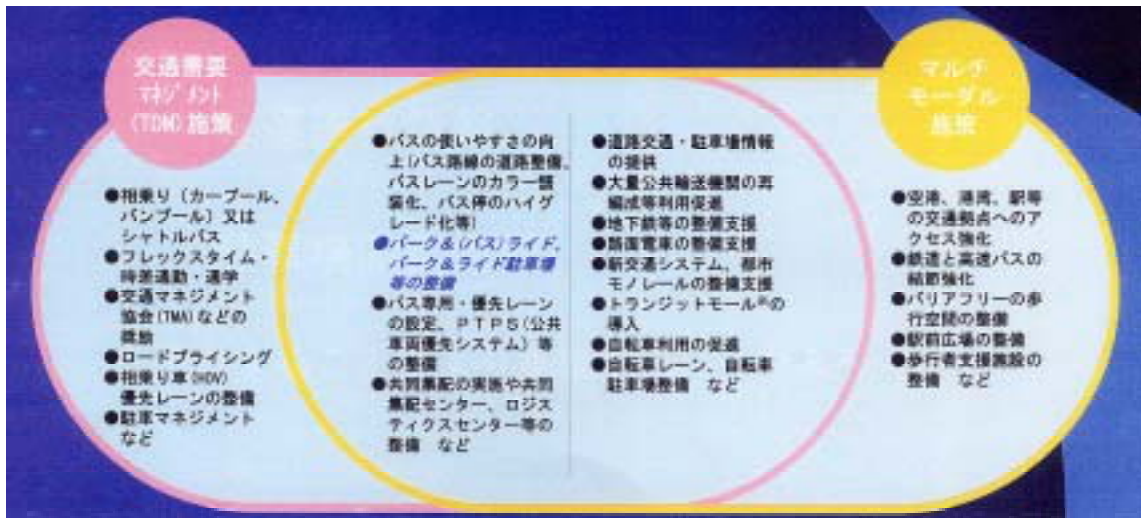 交通需要
マネジメント
(TDM)施策
●相乗り（カープール、
バンプール）又は
シャトルバス
●フレックスタイム・
時差通勤・通学
●交通マネジメント
協会(TMA)などの
奨励
●ロードプライシング
●相乗り車(HOV)
優先レーンの整備
●駐車マネジメント
など
●バスの使いやすさの向
上(バス路線の道路整備、
バスレーンのカラー舗
装化、バス停のハイグ
レード化等)
●パーク&(バス)ライド、
パーク&ライド駐車場
等の整備
●バス専用・優先レーン
の設定、PTPS(公共
車両優先システム)等
の整備
●共同集配の実施や共同
集配センター、ロジス
ティクスセンター等の
整備 など
●道路交通・駐車場情報
の提供
●大量公共輸送機関の再
編成等利用促進
●地下鉄等の整備支援
●路面電車の整備支援
●新交通システム、都市
モノレールの整備支援
●トランジットモール※の
導入
●自転車利用の促進
●自転車レーン、自転車
駐車場整備 など
マルチ
モーダル
施策
●空港、港湾、駅等
の交通拠点へのア
クセス強化
●鉄道と高速バスの
結節強化
●バリアフリーの歩
行空間の整備
●駅前広場の整備
●歩行者支援施設の
整備 など